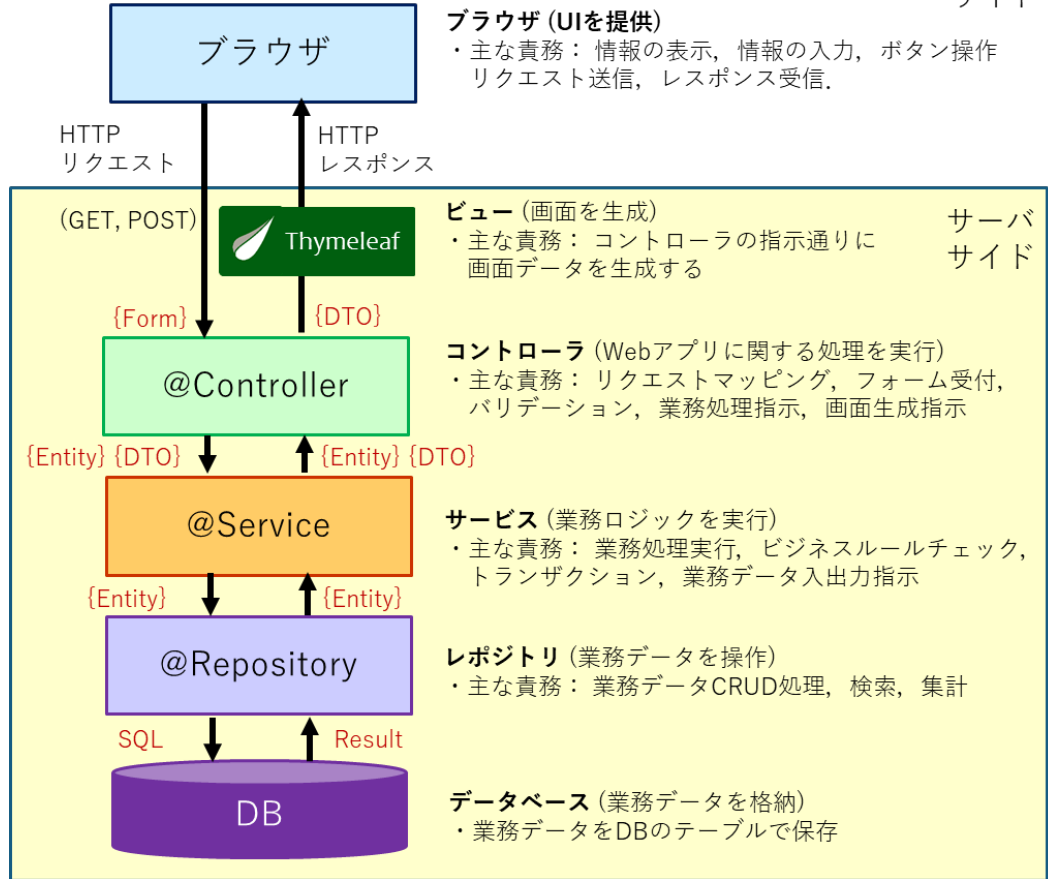 サイド
ブラウザ
ブラウザ (UIを提供)
・主な責務： 情報の表示，情報の入力，ボタン操作
リクエスト送信，レスポンス受信．
HTTP
リクエスト
HTTP
レスポンス
(GET, POST)
Thymeleaf
ビュー (画面を生成)
・主な責務： コントローラの指示通りに
画面データを生成する
サーバ
サイド
{Form}
{DTO}
@Controller
コントローラ (Webアプリに関する処理を実行)
・主な責務： リクエストマッピング，フォーム受付，
バリデーション，業務処理指示，画面生成指示
{Entity} {DTO}
{Entity} {DTO}
@Service
サービス (業務ロジックを実行)
・主な責務： 業務処理実行，ビジネスルールチェック，
トランザクション，業務データ入出力指示
{Entity}
{Entity}
@Repository
レポジトリ (業務データを操作)
・主な責務： 業務データCRUD処理，検索，集計
SQL
Result
DB
データベース (業務データを格納)
・業務データをDBのテーブルで保存